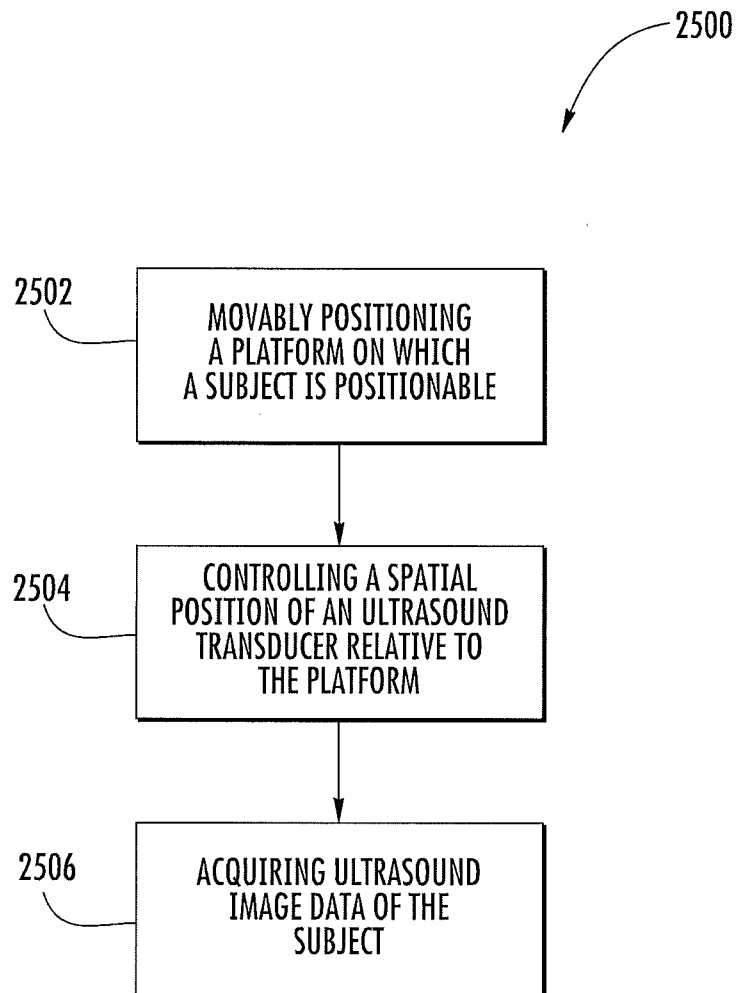 2500
2502
MOVABLY POSITIONING
A PLATFORM ON WHICH
A SUBJECT IS POSITIONABLE
2504
CONTROLLING A SPATIAL
POSITION OF AN ULTRASOUND
TRANSDUCER RELATIVE TO
THE PLATFORM
2506
ACQUIRING ULTRASOUND
IMAGE DATA OF THE
SUBJECT